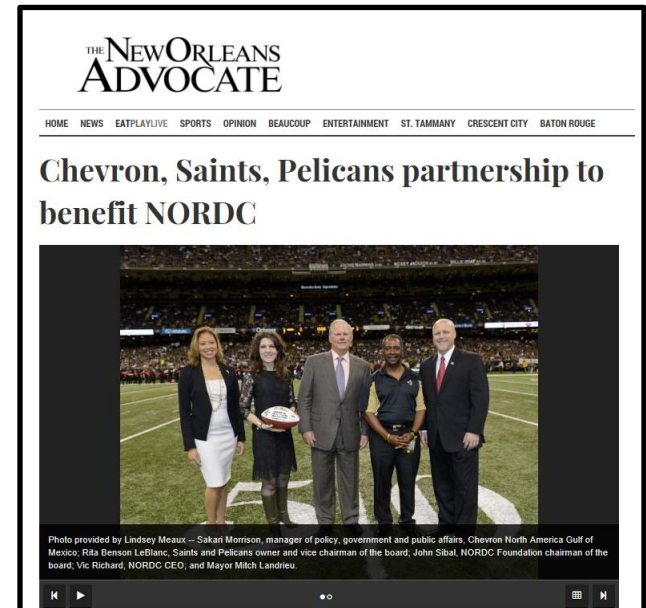 THE NEW ORLEANS
ADVOCATE
HOME NEWS EATPLAYLIVE SPORTS OPINION BEAUCOUP ENTERTAINMENT ST. TAMMANY CRESCENT CITY BATON ROUGE
Chevron, Saints, Pelicans partnership to
benefit NORDC
Photo provided by Lindsey Meaux -- Sakari Morrison, manager of policy, government and public affairs, Chevron North America Gulf of
Mexico; Rita Benson LeBlanc, Saints and Pelicans owner and vice chairman of the board; John Sibal, NORDC Foundation chairman of the
board; Vic Richard, NORDC CEO; and Mayor Mitch Landrieu.